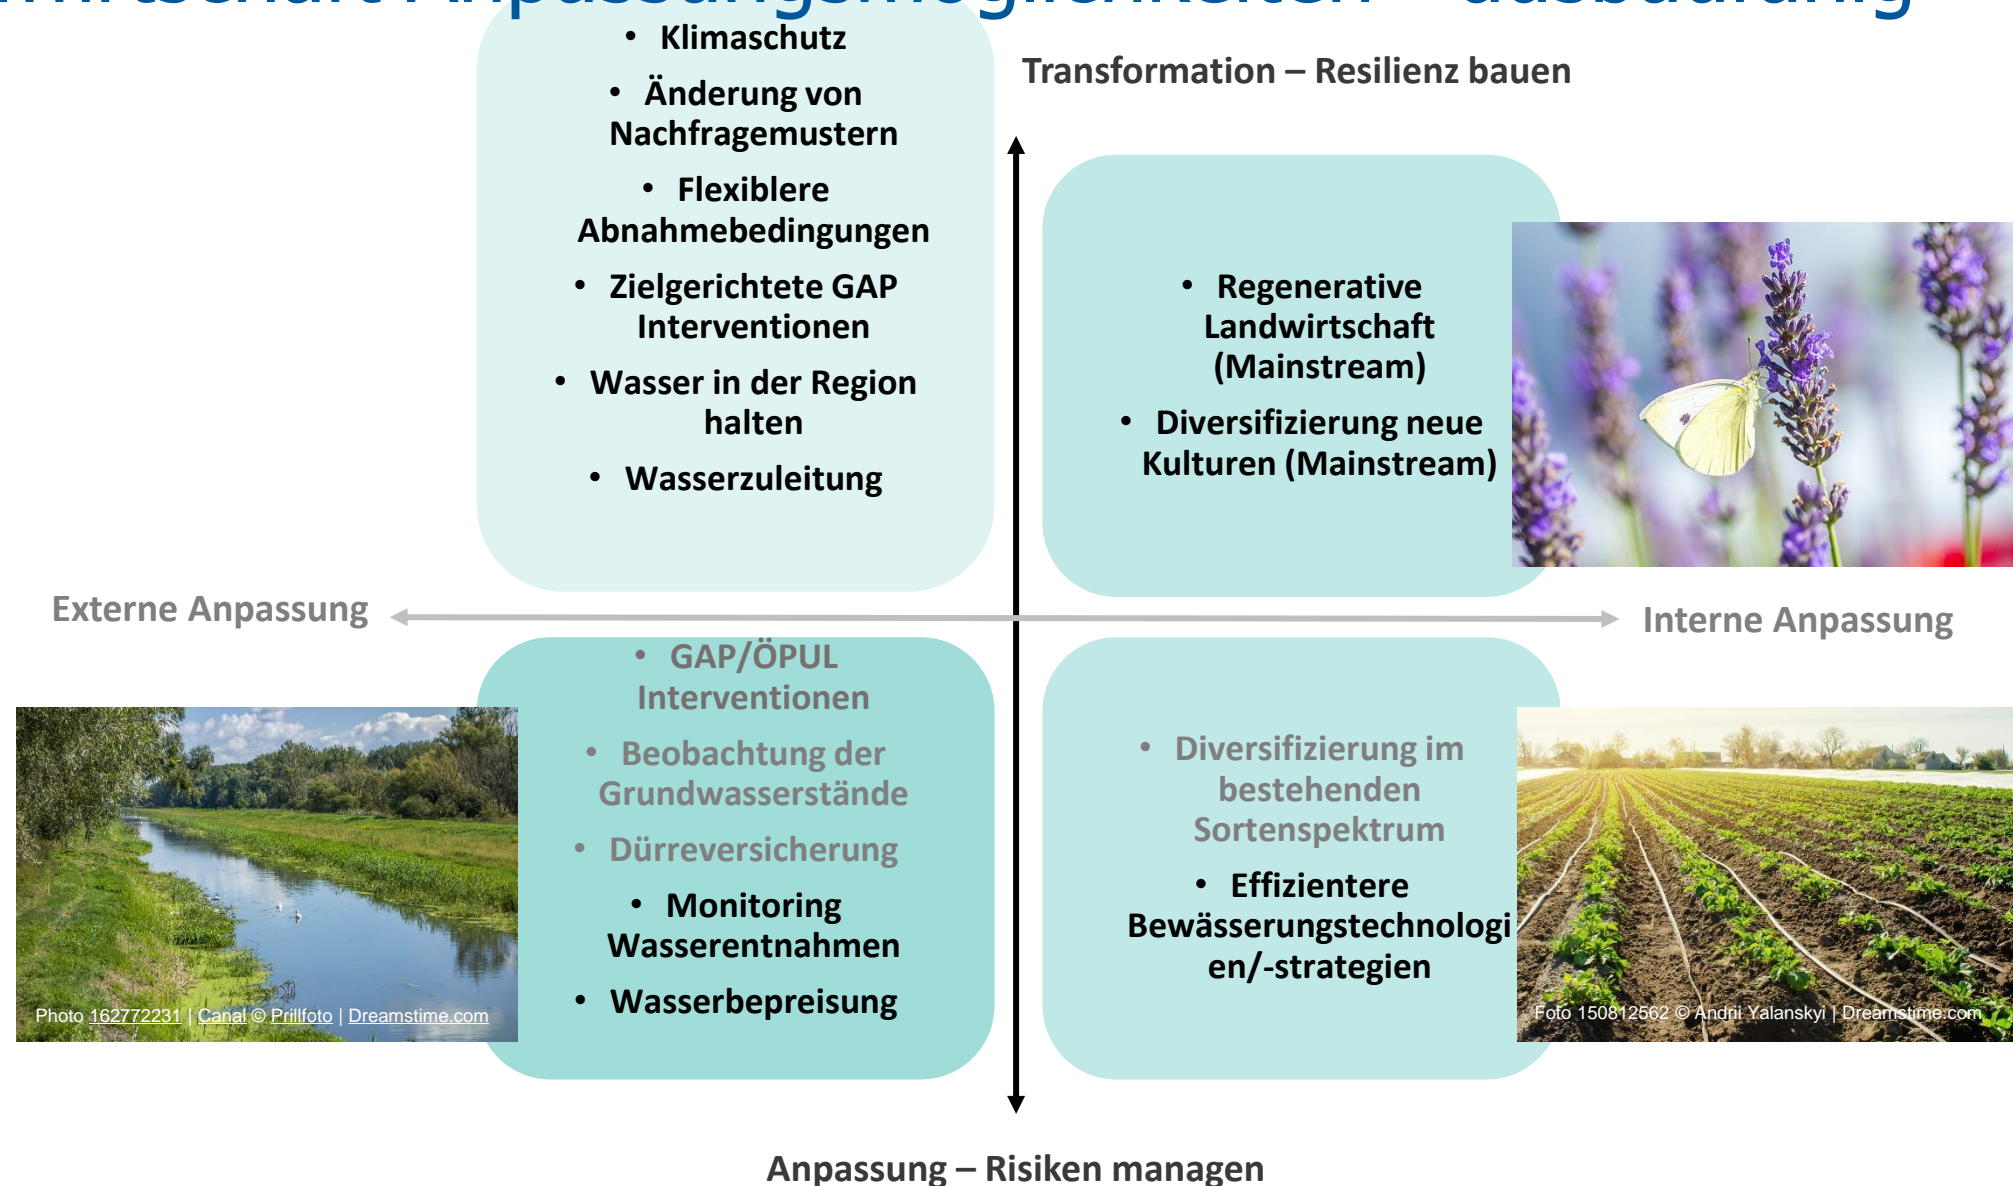 Anpassungsmöglichkeiten – ausbaufähig
• Klimaschutz
• Änderung von
Nachfragemustern
• Flexiblere
Abnahmebedingungen
• Zielgerichtete GAP
Interventionen
• Wasser in der Region
halten
• Wasserzuleitung
Transformation – Resilienz bauen
• Regenerative
Landwirtschaft
(Mainstream)
• Diversifizierung neue
Kulturen (Mainstream)
Externe Anpassung
Interne Anpassung
• GAP/ÖPUL
Interventionen
• Beobachtung der
Grundwasserstände
• Dürreversicherung
• Monitoring
Wasserentnahmen
• Wasserbepreisung
• Diversifizierung im
bestehenden
Sortenspektrum
• Effizientere
Bewässerungstechnologi
en/-strategien
Photo 162772231 | Canal © Prillfoto | Dreamstime.com
Foto 150812562 © Andrii Yalanskyi | Dreamstime.com
Anpassung – Risiken managen